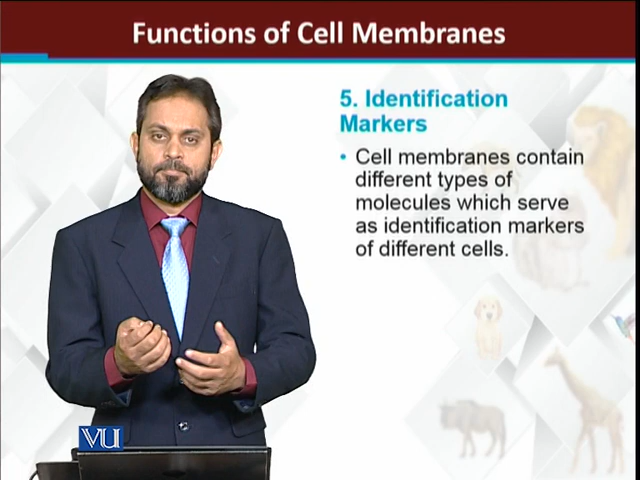 Functions of Cell Membranes
5. Identification
Markers
• Cell membranes contain
different types of
molecules which serve
as identification markers
of different cells.
VU